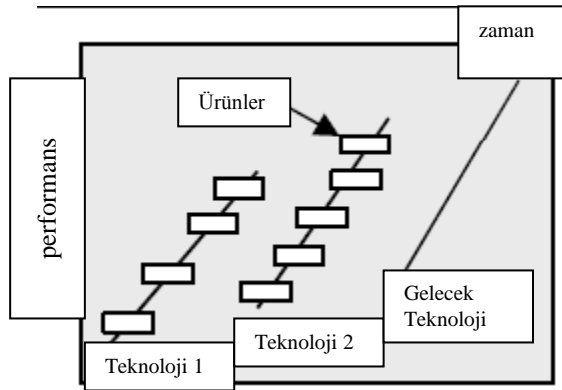 zaman
Ürünler
performans
Gelecek
Teknoloji
Teknoloji 2
Teknoloji 1